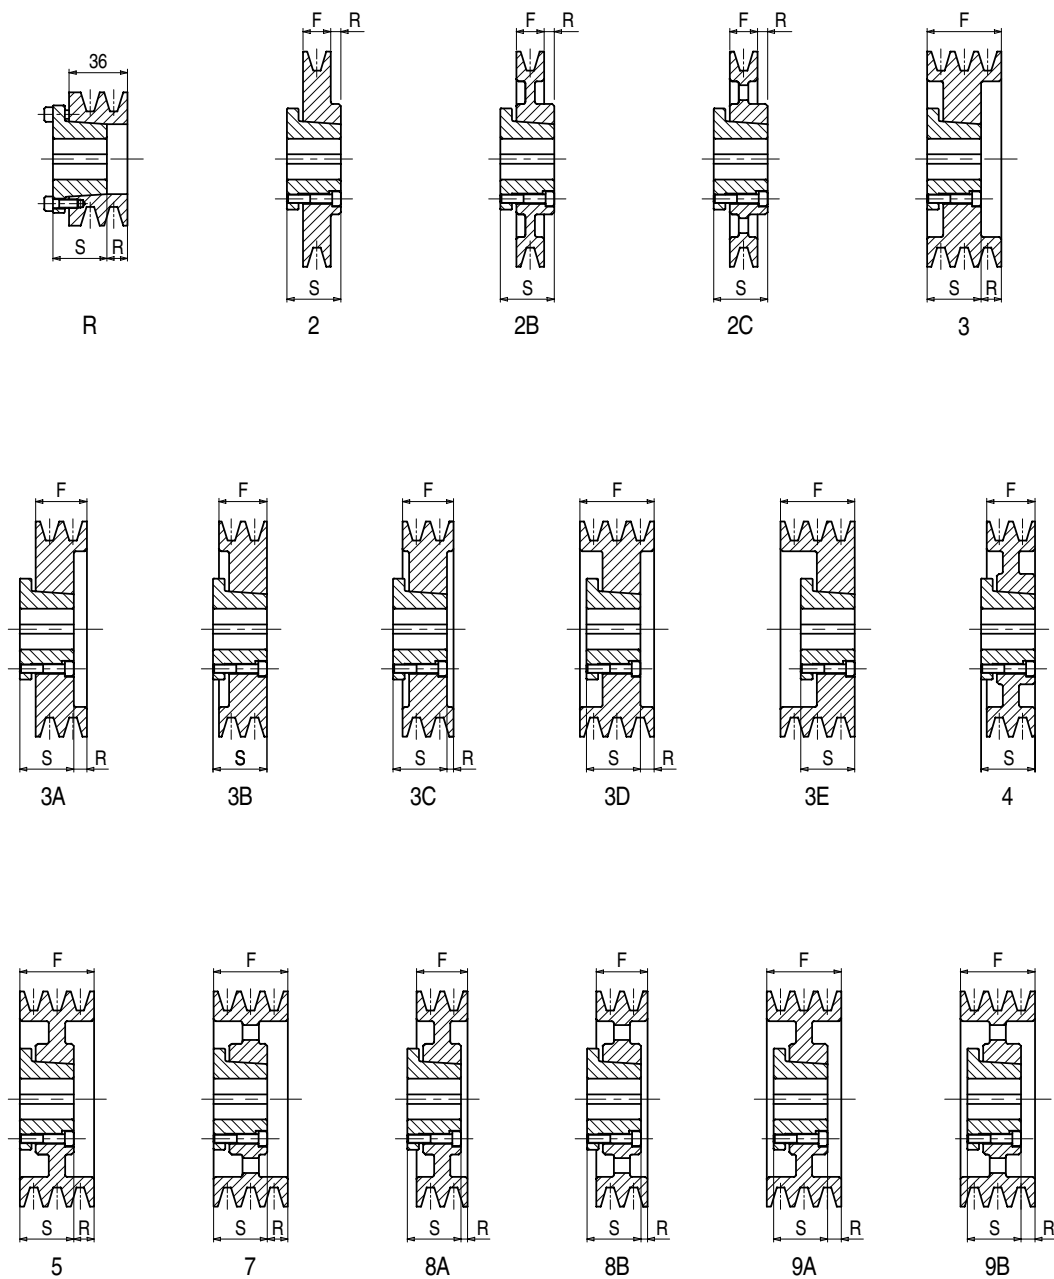 F R F R F R F
36
S R S S S S R
R 2 2B 2C 3
F F F F F F
S R S S R S R S S
3A 3B 3C 3D 3E 4
F F F F F F
S R S R S R S R S R S R
5 7 8A 8B 9A 9B